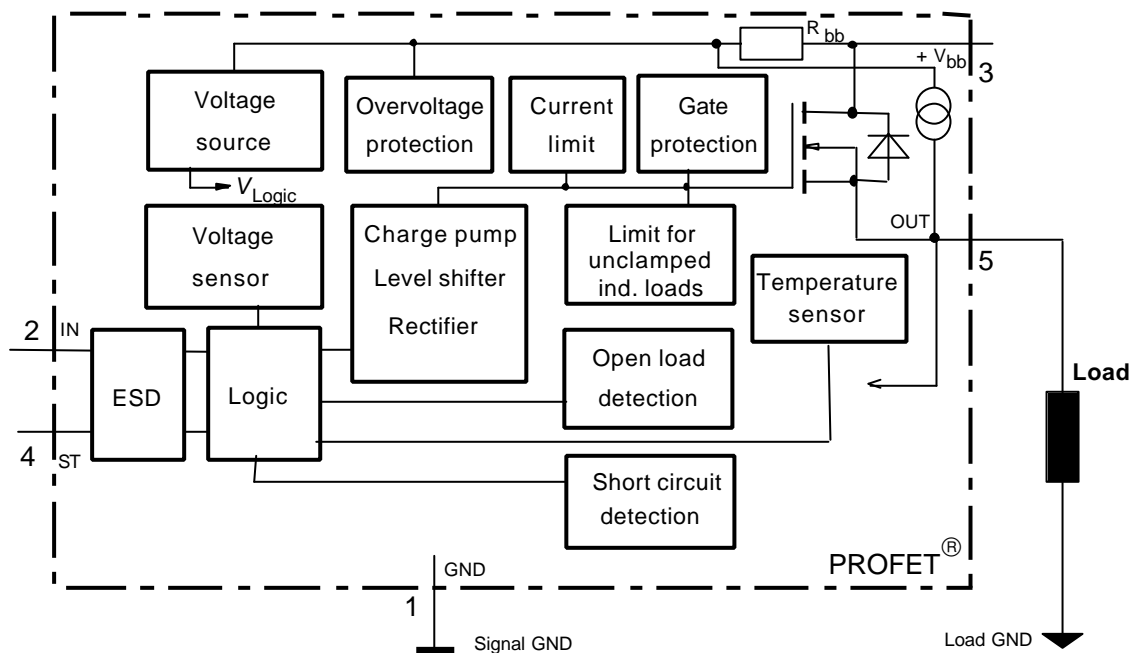 R bb
+ Vbb
3
Voltage
source
Overvoltage
protection
Current
limit
Gate
protection
VLogic
Voltage
sensor
Charge pump
Level shifter
Rectifier
Limit for
unclamped
ind. loads
OUT
5
Temperature
sensor
2
IN
ESD
Logic
Open load
detection
Load
4
ST
Short circuit
detection
PROFET®
GND
1
Signal GND
Load GND